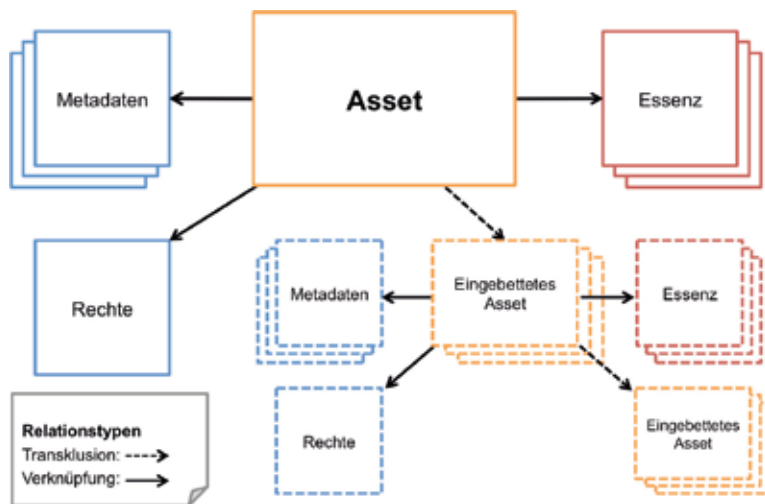 Metadaten
Asset
Essenz
Rechte
Metadaten
Eingebettetes
Asset
Essenz
Rechte
Eingebettetes
Asset
Relationstypen
Transklusion:
Verknüpfung: